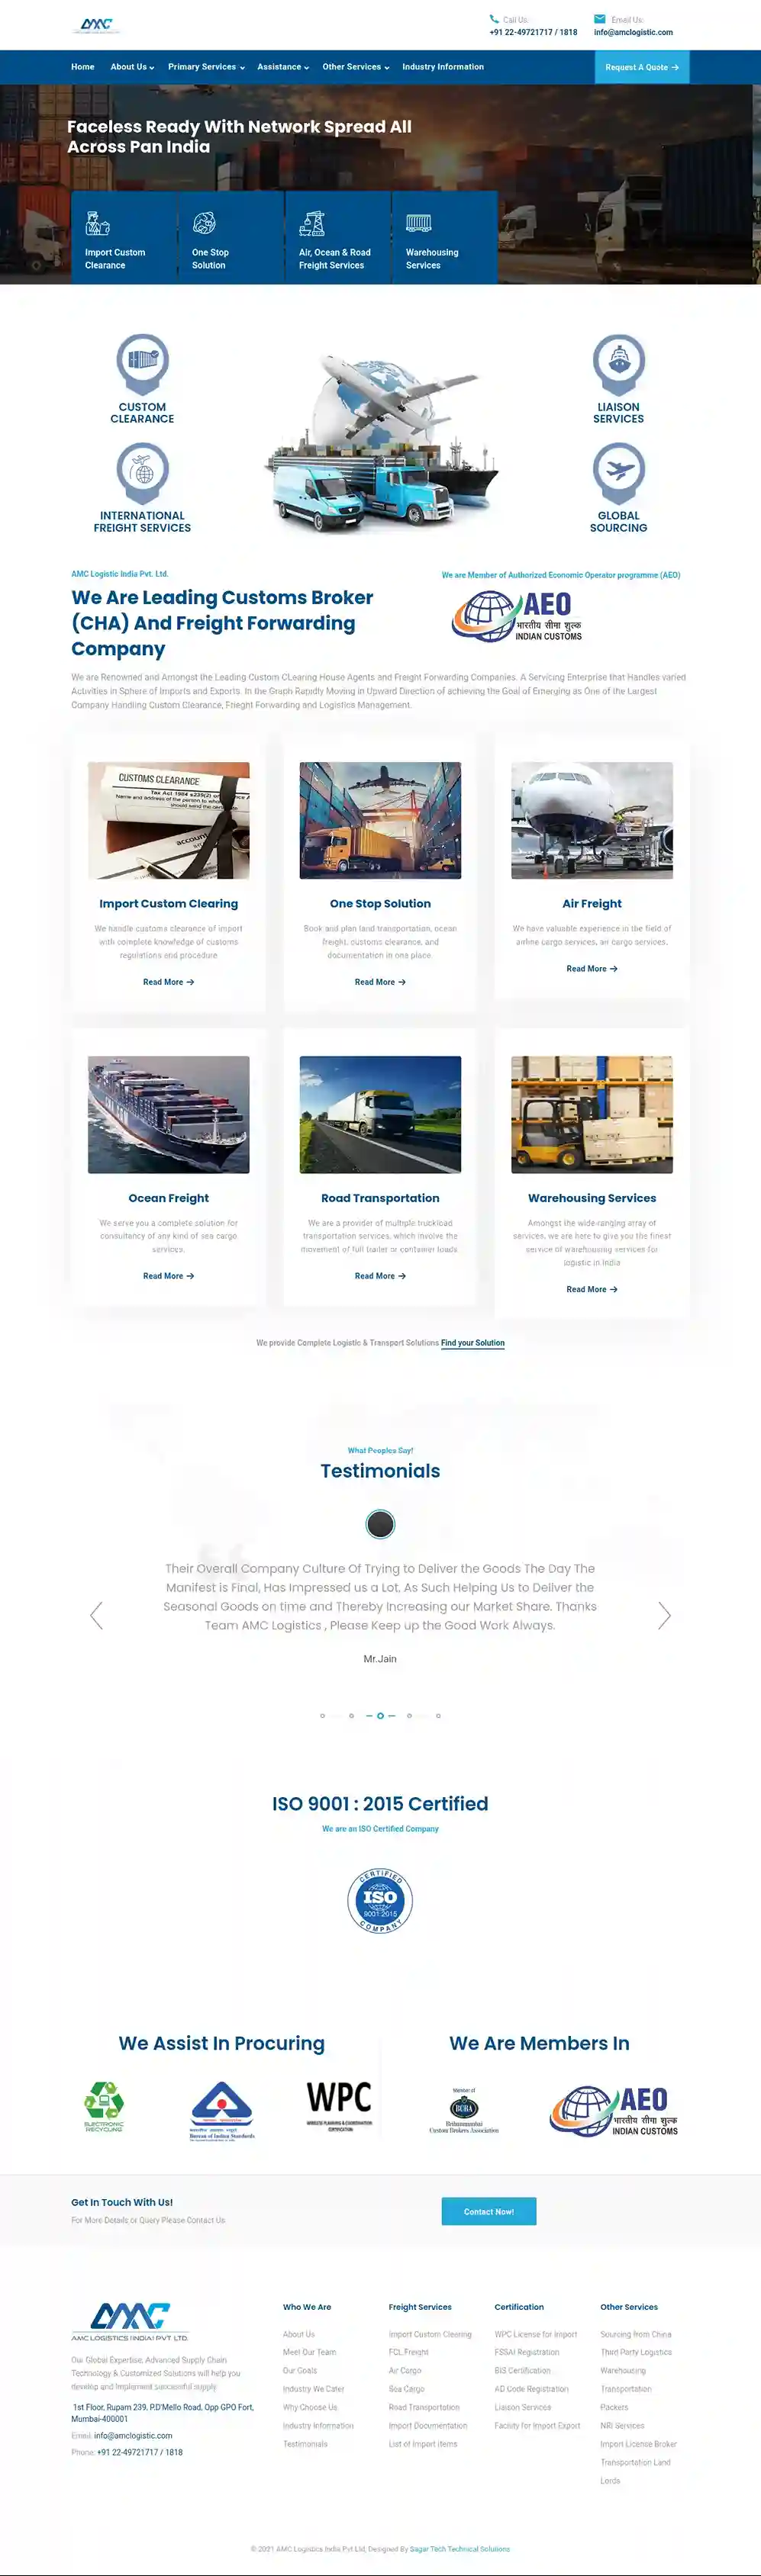 AMC
Call Us:
Email Us:
+91 22-49721717 / 1818
info@amclogistic.com
Home
About Us
Primary Services
Assistance
Other Services
Industry Information
Request A Quote →
Faceless Ready With Network Spread All
Across Pan India
Import Custom
Clearance
One Stop
Solution
Air, Ocean & Road
Freight Services
Warehousing
Services
CUSTOM
CLEARANCE
LIAISON
SERVICES
INTERNATIONAL
FREIGHT SERVICES
GLOBAL
SOURCING
AMC Logistic India Pvt. Ltd.
We Are Leading Customs Broker
(CHA) And Freight Forwarding
Company
We are Member of Authorized Economic Operator programme (AEO)
AEO
भारतीय सीमा शुल्क
INDIAN CUSTOMS
We are Renowned and Amongst the Leading Custom CLearing House Agents and Freight Forwarding Companies. A Servicing Enterprise that Handles varied
Activities in Sphere of Imports and Exports. In the Graph Rapidly Moving in Upward Direction of achieving the Goal of Emerging as One of the Largest
Company Handling Custom Clearance, Frieght Forwarding and Logistics Management.
CUSTOMS CLEARANCE
Tax Act 1984 s239(2)
Name and address of the person to
should send the
account
Import Custom Clearing
We handle customs clearance of import
with complete knowledge of customs
regulations and procedure
Read More →
One Stop Solution
Book and plan land transportation, ocean
freight, customs clearance, and
documentation in one place.
Read More →
Air Freight
We have valuable experience in the field of
airline cargo services, air cargo services,
Read More →
Ocean Freight
We serve you a complete solution for
consultancy of any kind of sea cargo
services.
Read More →
Road Transportation
We are a provider of multiple truckload
transportation services, which involve the
movement of full trailer or container loads
Read More →
Warehousing Services
Amongst the wide-ranging array of
services, we are here to give you the finest
service of warehousing services for
logistic in India
Read More →
We provide Complete Logistic & Transport Solutions Find your Solution
What Peoples Say!
Testimonials
Their Overall Company Culture Of Trying to Deliver the Goods The Day The
Manifest is Final, Has Impressed us a Lot, As Such Helping Us to Deliver the
Seasonal Goods on time and Thereby Increasing our Market Share. Thanks
Team AMC Logistics , Please Keep up the Good Work Always.
Mr.Jain
ISO 9001 : 2015 Certified
We are an ISO Certified Company
CERTIFIED
ISO
9001:2015
COMPANY
We Assist In Procuring
We Are Members In
ELECTRONIC
RECYCLING
Bureau of Indian Standards
WPC
WIRELESS PLANNING & COORDINATION
CERTIFICATION
Member of
BCBA
Brihanmumbai
Custom Brokers Association
AEO
भारतीय सीमा शुल्क
INDIAN CUSTOMS
Get In Touch With Us!
For More Details or Query Please Contact Us
Contact Now!
AMC
AMC LOGISTICS (INDIA) PVT LTD.
Our Global Expertise, Advanced Supply Chain
Technology & Customized Solutions will help you
develop and implement successful supply.
1st Floor, Rupam 239, P.D'Mello Road, Opp GPO Fort,
Mumbai-400001
Email: info@amclogistic.com
Phone: +91 22-49721717 / 1818
Who We Are
About Us
Meet Our Team
Our Goals
Industry We Cater
Why Choose Us
Industry Information
Testimonials
Freight Services
Import Custom Clearing
FCL Freight
Air Cargo
Sea Cargo
Road Transportation
Import Documentation
List of Import items
Certification
WPC License for Import
FSSAI Registration
BIS Certification
AD Code Registration
Liaison Services
Facility for Import Export
Other Services
Sourcing from China
Third Party Logistics
Warehousing
Transportation
Packers
NRI Services
Import License Broker
Transportation Land
Lords
© 2021 AMC Logistics India Pvt Ltd, Designed By Sagar Tech Technical Solutions